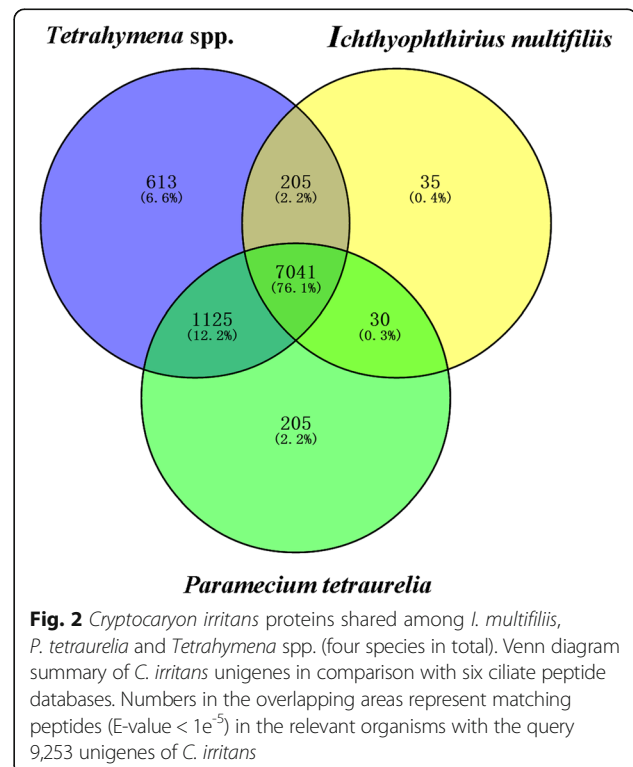 Tetrahymena spp.
Ichthyophthirius multifiliis
613
(6.6%)
205
(2.2%)
35
(0.4%)
7041
(76.1%)
1125
(12.2%)
30
(0.3%)
205
(2.2%)
Paramecium tetraurelia
Fig. 2 Cryptocaryon irritans proteins shared among I. multifiliis,
P. tetraurelia and Tetrahymena spp. (four species in total). Venn diagram
summary of C. irritans unigenes in comparison with six ciliate peptide
databases. Numbers in the overlapping areas represent matching
peptides (E-value < 1e-5) in the relevant organisms with the query
9,253 unigenes of C. irritans